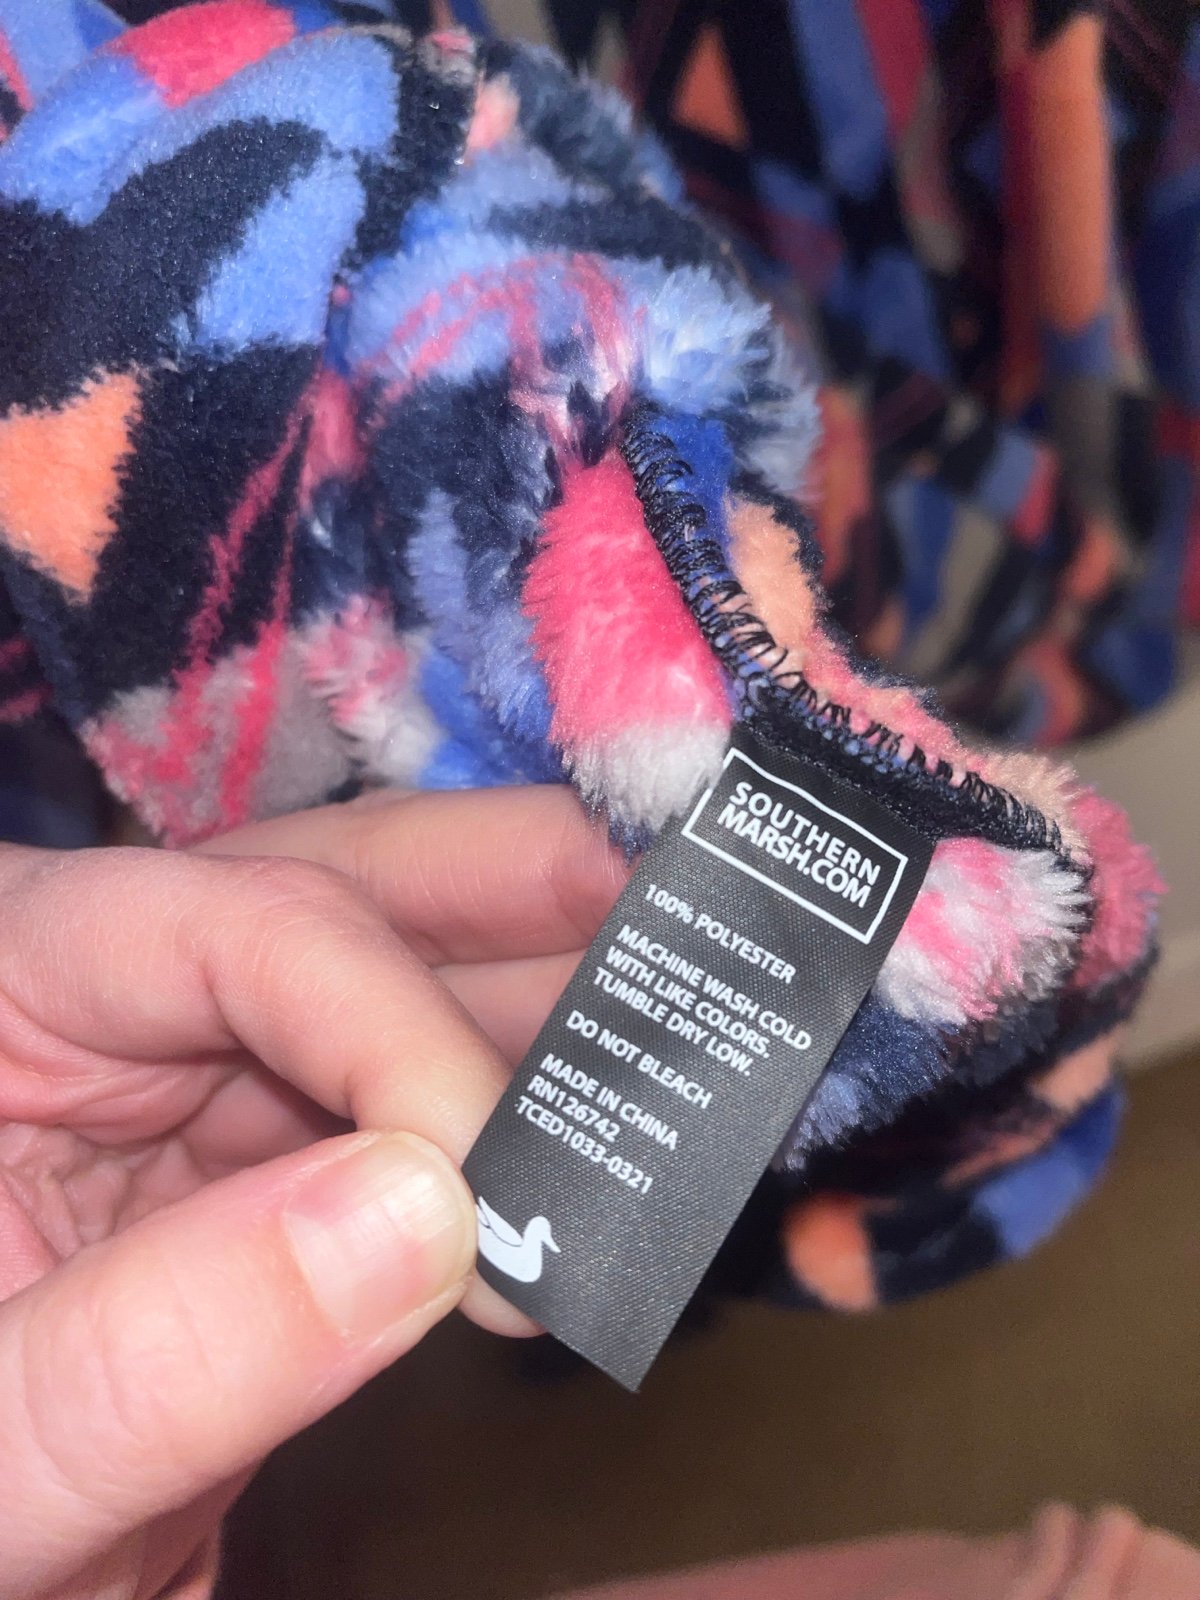 SOUTHERN
MARSH.COM
100% POLYESTER
MACHINE WASH COLD
WITH LIKE COLORS.
TUMBLE DRY LOW.
DO NOT BLEACH
MADE IN CHINA
RN126742
TCED1033-0321